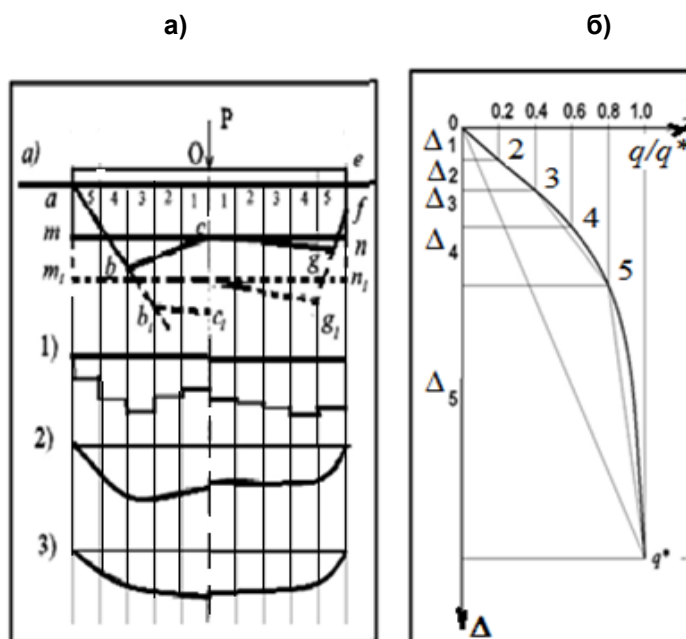 а) б)
P
a) O e
a 5 4 3 2 1 1 2 3 4 5 f
m c n
b g
m₁ n₁
b₁ c₁ g₁
1)
2)
3)
0 0.2 0.4 0.6 0.8 1.0
q/q*
Δ₁ 2
Δ₂ 3
Δ₃ 4
Δ₄ 5
Δ₅
q*
Δ